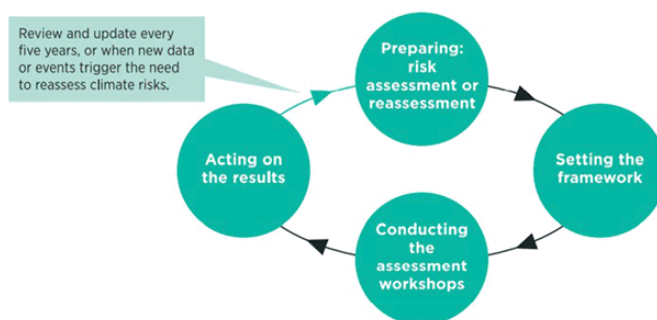 Review and update every
five years, or when new data
or events trigger the need
to reassess climate risks.
Preparing:
risk
assessment or
reassessment
Setting the
framework
Conducting
the
assessment
workshops
Acting on
the results